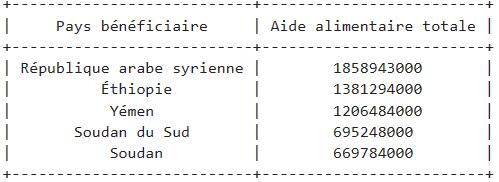 Pays bénéficiaire | Aide alimentaire totale
République arabe syrienne | 1858943000
Éthiopie | 1381294000
Yémen | 1206484000
Soudan du Sud | 695248000
Soudan | 669784000